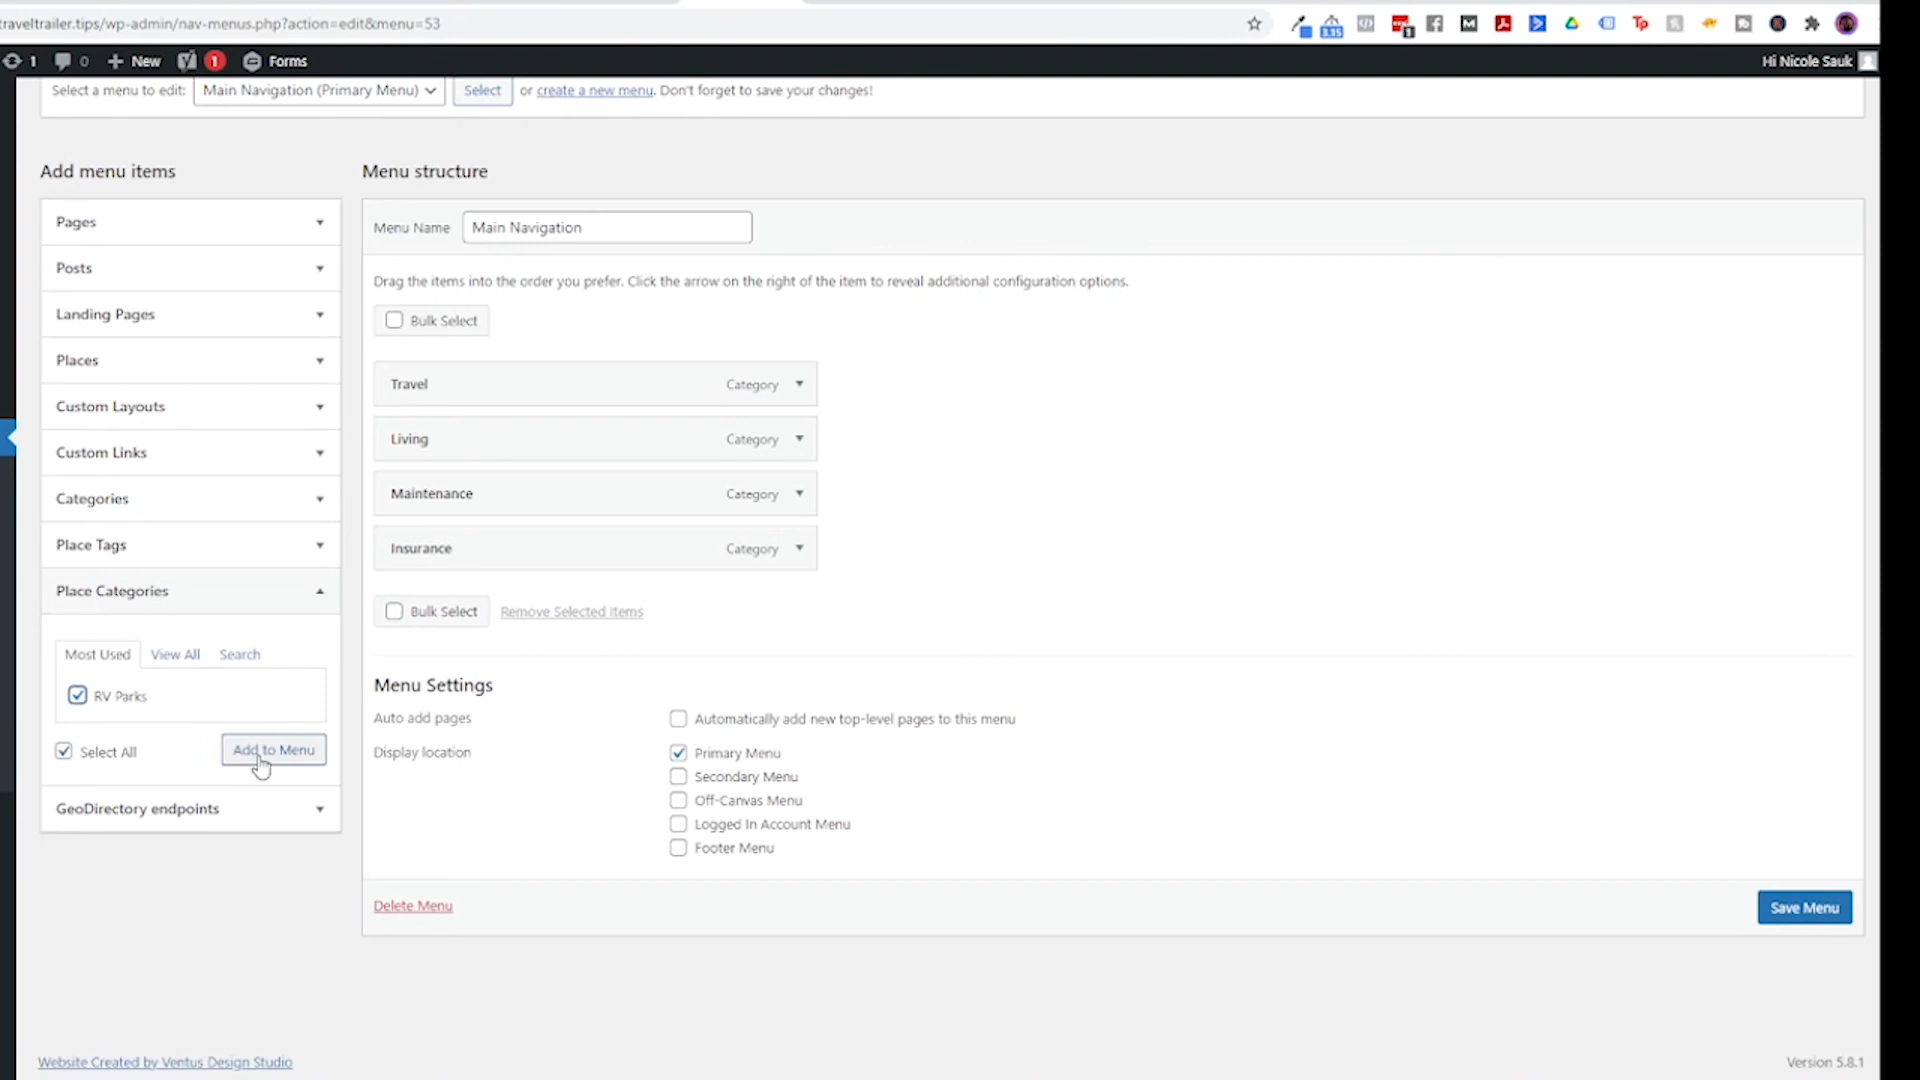 traveltrailer.tips/wp-admin/nav-menus.php?action=edit&menu=53
3.15
1
Tp
1 0 New 1 Forms
Hi Nicole Sauk
Select a menu to edit: Main Navigation (Primary Menu) Select or create a new menu. Don't forget to save your changes!
Add menu items
Menu structure
Pages
Menu Name Main Navigation
Posts
Drag the items into the order you prefer. Click the arrow on the right of the item to reveal additional configuration options.
Landing Pages
Bulk Select
Places
Travel Category
Custom Layouts
Living Category
Custom Links
Maintenance Category
Categories
Place Tags
Insurance Category
Place Categories
Bulk Select Remove Selected Items
Most Used View All Search
RV Parks
Select All Add to Menu
GeoDirectory endpoints
Menu Settings
Auto add pages Automatically add new top-level pages to this menu
Display location Primary Menu
Secondary Menu
Off-Canvas Menu
Logged In Account Menu
Footer Menu
Delete Menu
Save Menu
Website Created by Ventus Design Studio
Version 5.8.1